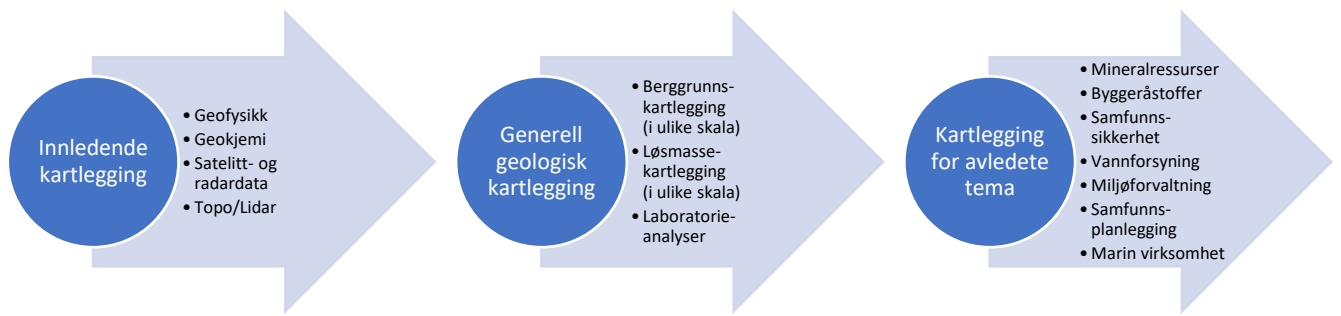 Innledende
kartlegging
• Geofysikk
• Geokjemi
• Satelitt- og
radardata
• Topo/Lidar
Generell
geologisk
kartlegging
• Berggrunns-
kartlegging
(i ulike skala)
• Løsmasse-
kartlegging
(i ulike skala)
• Laboratorie-
analyser
Kartlegging
for avledete
tema
• Mineralressurser
• Byggeråstoffer
• Samfunns-
sikkerhet
• Vannforsyning
• Miljøforvaltning
• Samfunns-
planlegging
• Marin virksomhet